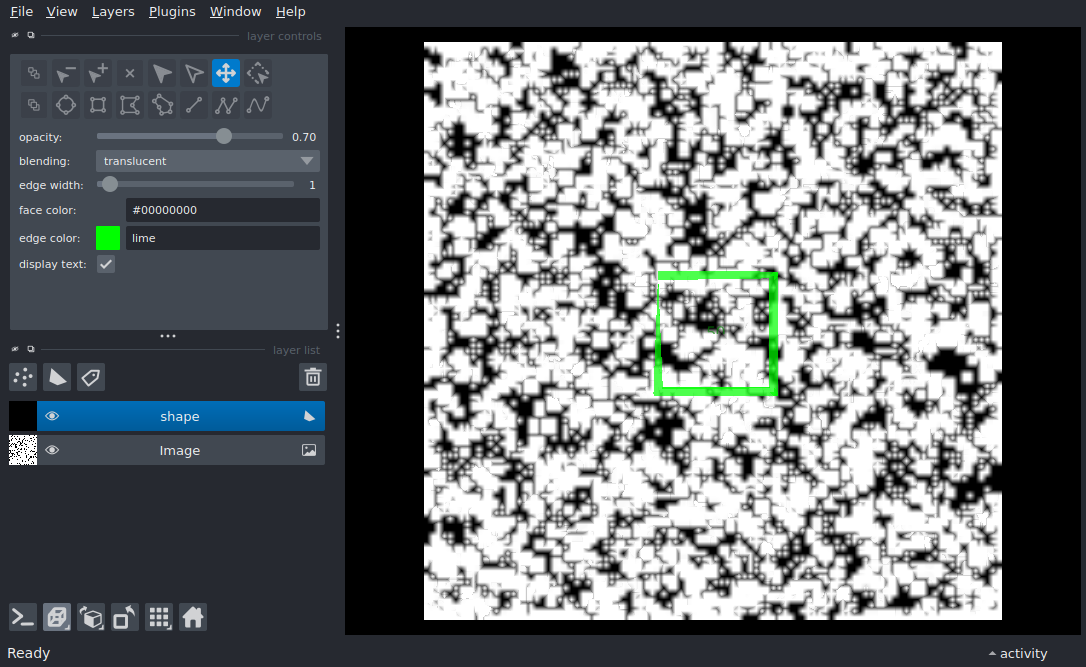 File View Layers Plugins Window Help
layer controls
opacity: 0.70
blending: translucent
edge width: 1
face color: #00000000
edge color: lime
display text:
layer list
shape
Image
Ready
activity